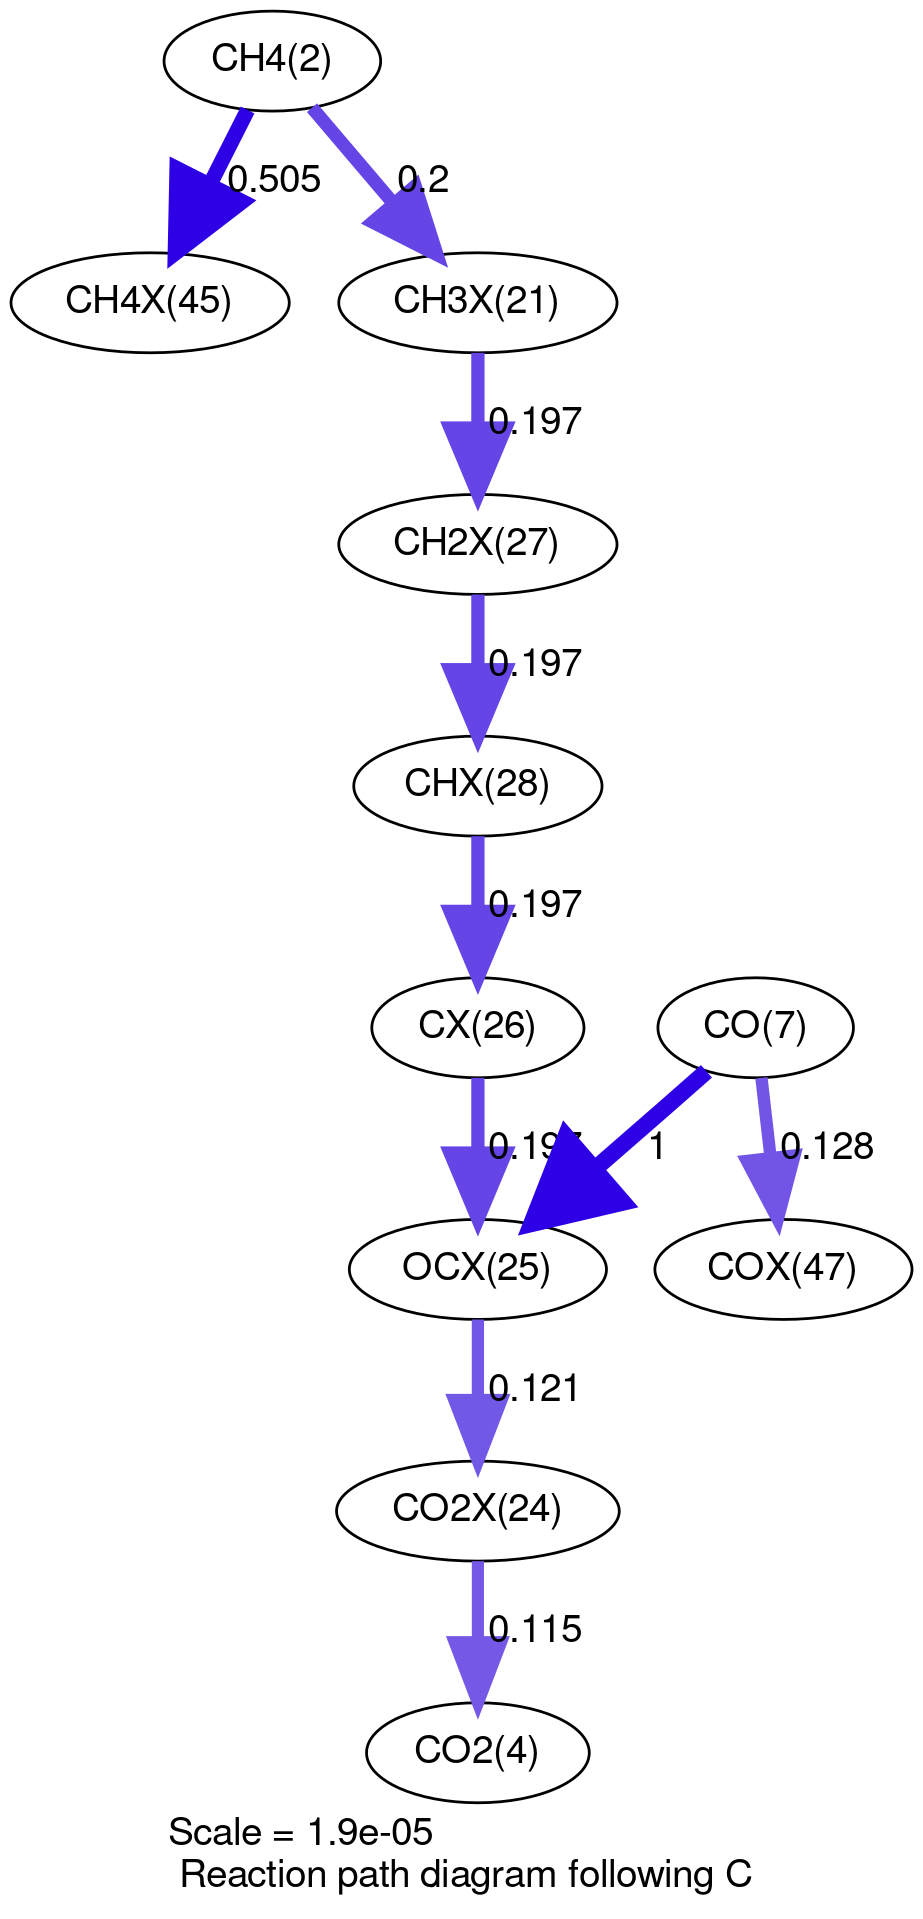 CH4(2)
0.505
0.2
CH4X(45)
CH3X(21)
0.197
CH2X(27)
0.197
CHX(28)
0.197
CX(26)
CO(7)
0.197
1
0.128
OCX(25)
COX(47)
0.121
CO2X(24)
0.115
CO2(4)
Scale = 1.9e-05
Reaction path diagram following C